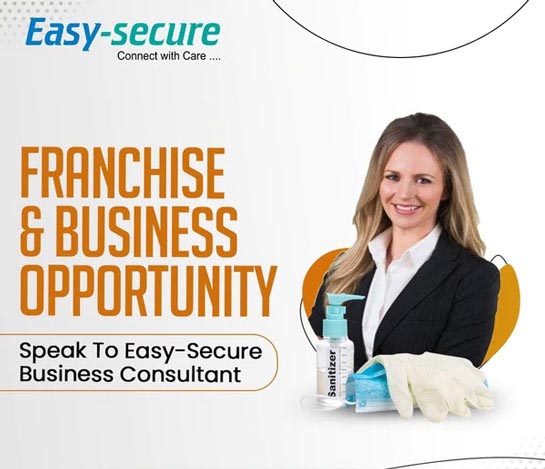 Easy-secure
Connect with Care ....
FRANCHISE
& BUSINESS
OPPORTUNITY
Speak To Easy-Secure
Business Consultant
Sanitizer